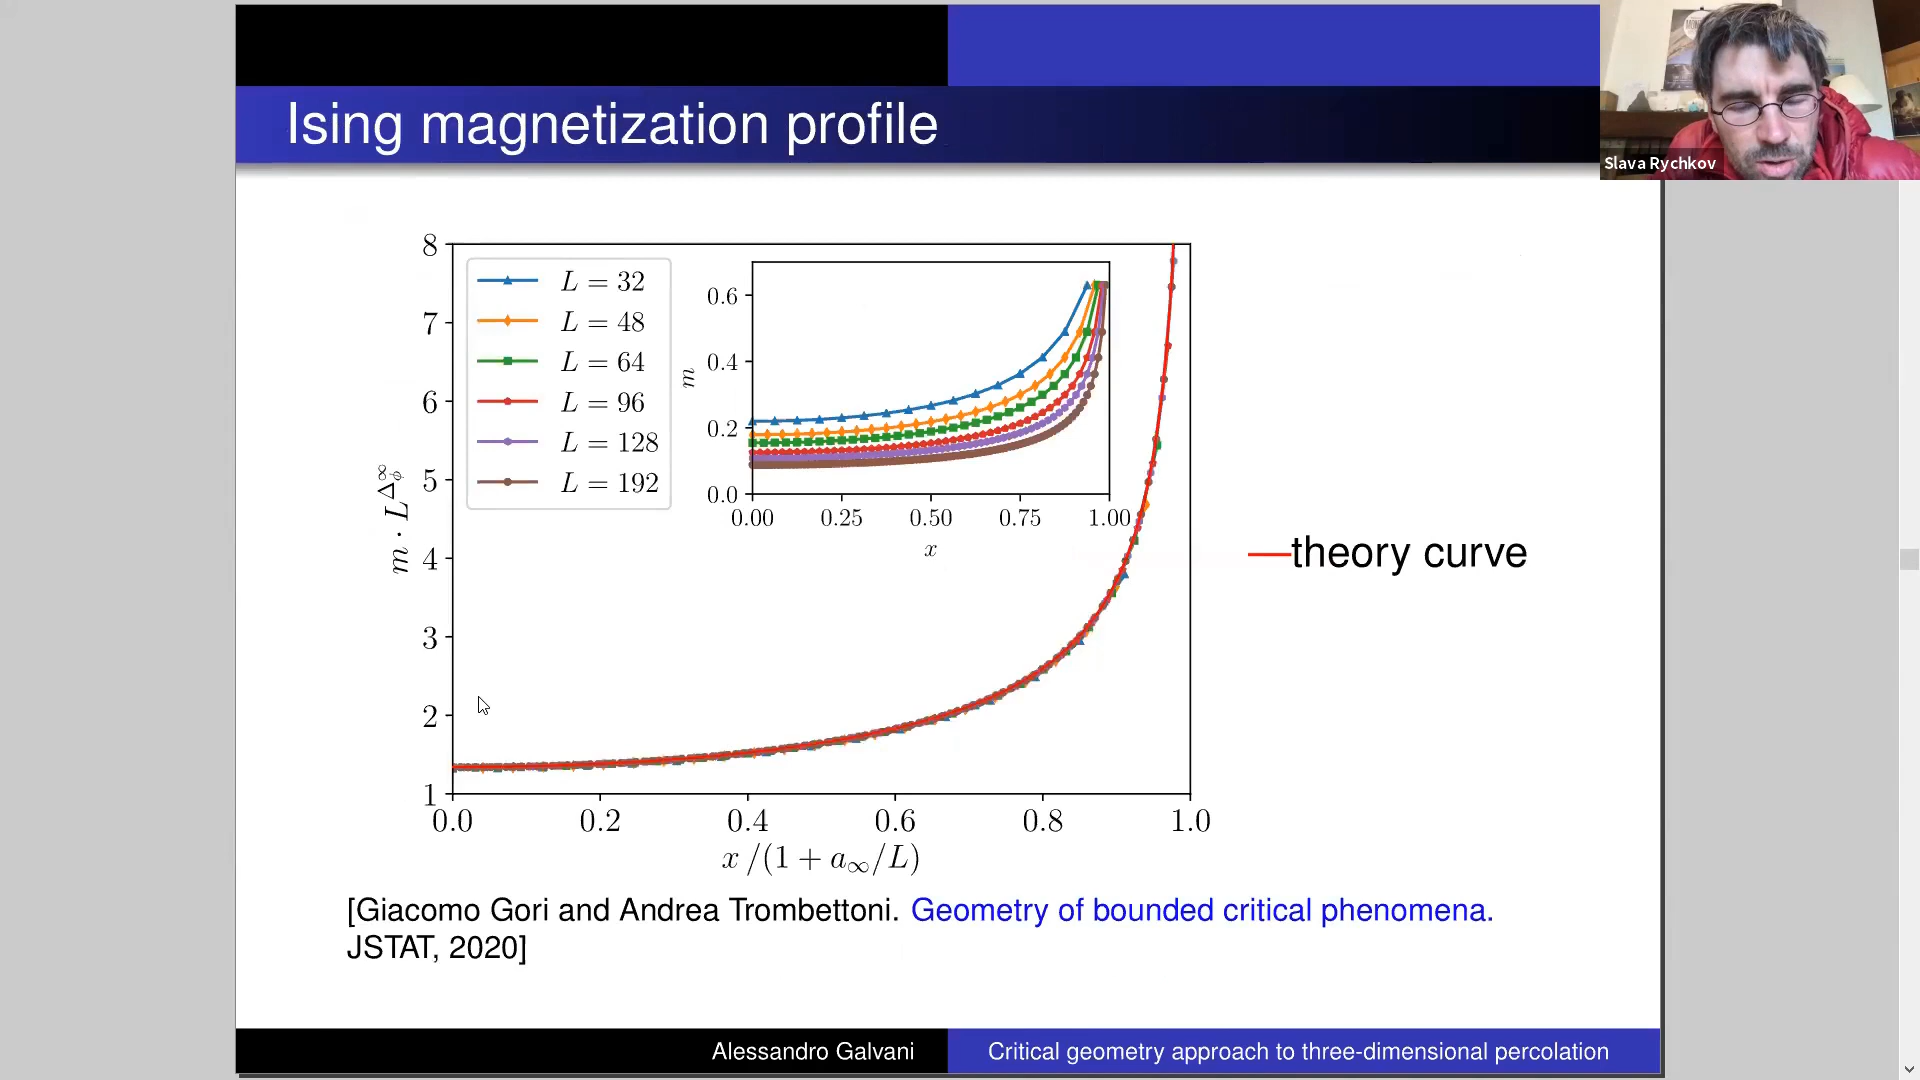 Ising magnetization profile
Slava Rychkov
8
7
6
5
4
3
2
1
m · L^{Δ_ϕ^∞}
L = 32
L = 48
L = 64
L = 96
L = 128
L = 192
0.6
0.4
0.2
0.0
m
0.00 0.25 0.50 0.75 1.00
x
theory curve
0.0 0.2 0.4 0.6 0.8 1.0
x /(1 + a_∞/L)
[Giacomo Gori and Andrea Trombettoni. Geometry of bounded critical phenomena.
JSTAT, 2020]
Alessandro Galvani Critical geometry approach to three-dimensional percolation